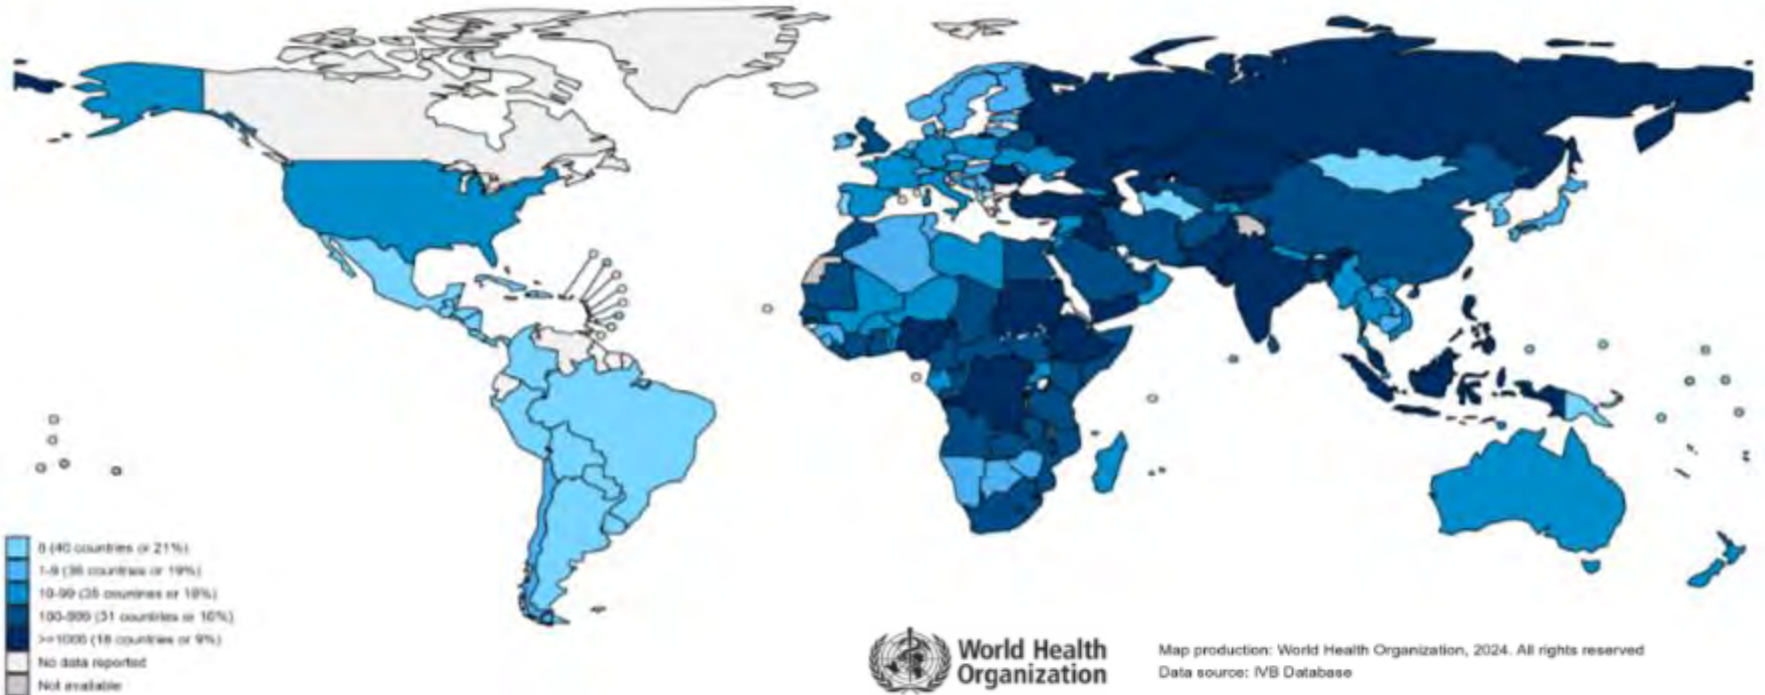 0 (40 countries or 21%)
1-9 (36 countries or 19%)
10-99 (35 countries or 18%)
100-999 (31 countries or 16%)
>=1000 (18 countries or 9%)
No data reported
Not available
World Health
Organization
Map production: World Health Organization, 2024. All rights reserved
Data source: IVB Database